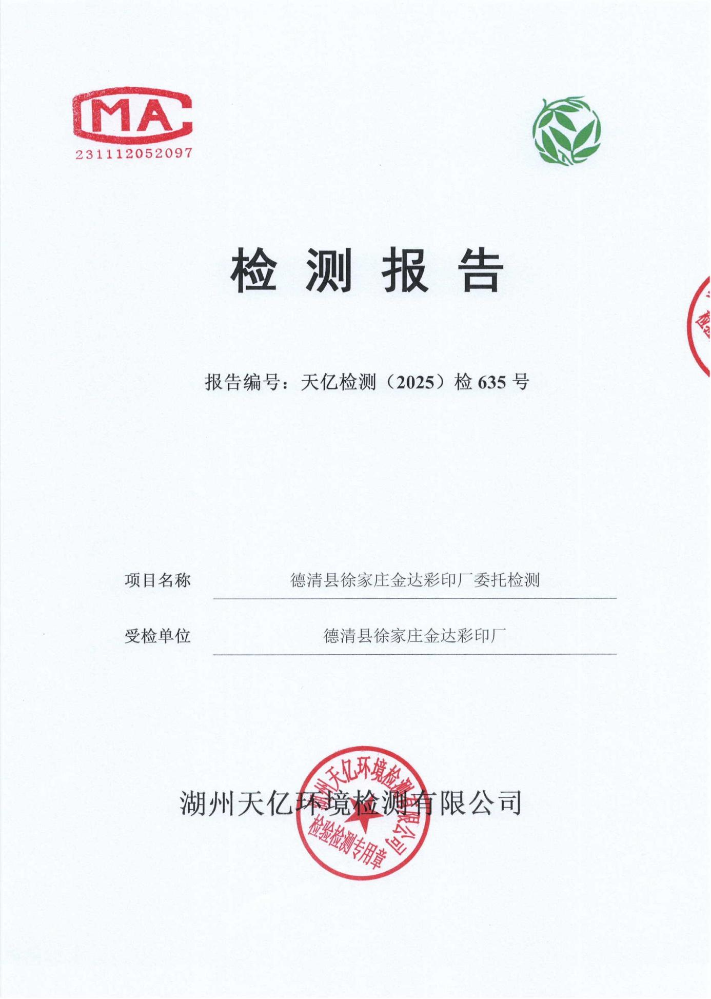 MA
231112052097
检测报告
检
报告编号：天亿检测（2025）检 635 号
项目名称 德清县徐家庄金达彩印厂委托检测
受检单位 德清县徐家庄金达彩印厂
湖州天亿环境检测有限公司
湖州天亿环境检测有限公司
检验检测专用章